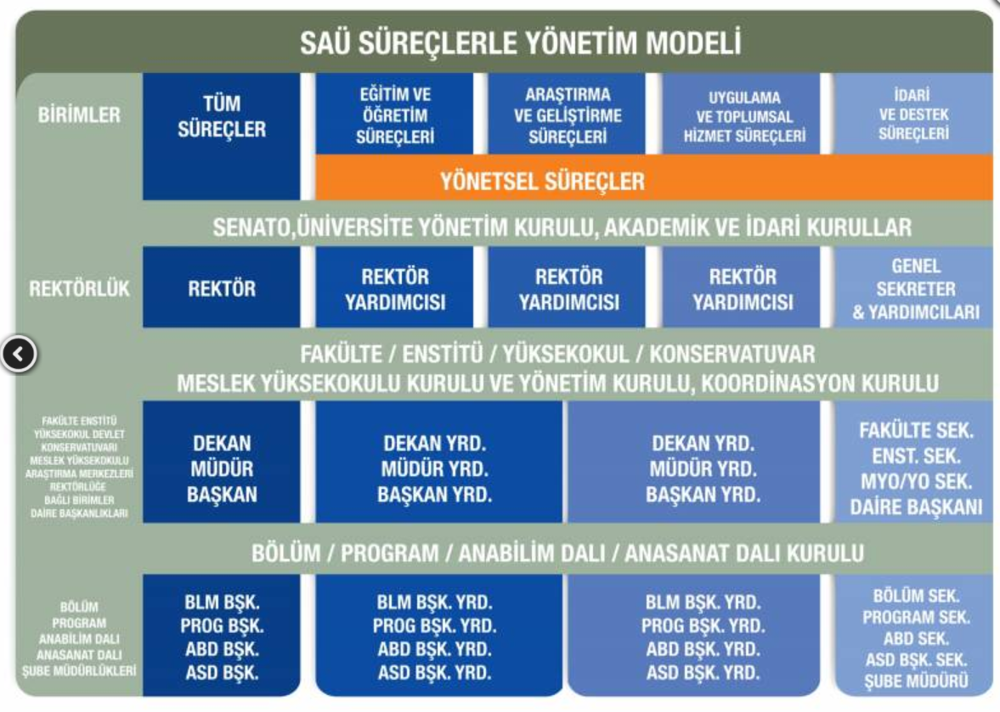 SAÜ SÜREÇLERLE YÖNETİM MODELİ
BİRİMLER
TÜM
SÜREÇLER
EĞİTİM VE
ÖĞRETİM
SÜREÇLERİ
ARAŞTIRMA
VE GELİŞTİRME
SÜREÇLERİ
UYGULAMA
VE TOPLUMSAL
HİZMET SÜREÇLERİ
İDARİ
VE DESTEK
SÜREÇLERİ
YÖNETSEL SÜREÇLER
SENATO,ÜNİVERSİTE YÖNETİM KURULU, AKADEMİK VE İDARİ KURULLAR
REKTÖRLÜK
REKTÖR
REKTÖR
YARDIMCISI
REKTÖR
YARDIMCISI
REKTÖR
YARDIMCISI
GENEL
SEKRETER
& YARDIMCILARI
FAKÜLTE / ENSTİTÜ / YÜKSEKOKUL / KONSERVATUVAR
MESLEK YÜKSEKOKULU KURULU VE YÖNETİM KURULU, KOORDİNASYON KURULU
FAKÜLTE ENSTİTÜ
YÜKSEKOKUL DEVLET
KONSERVATUVARI
MESLEK YÜKSEKOKULU
ARAŞTIRMA MERKEZLERİ
REKTÖRLÜĞE
BAĞLI BİRİMLER
DAİRE BAŞKANLIKLARI
DEKAN
MÜDÜR
BAŞKAN
DEKAN YRD.
MÜDÜR YRD.
BAŞKAN YRD.
DEKAN YRD.
MÜDÜR YRD.
BAŞKAN YRD.
FAKÜLTE SEK.
ENST. SEK.
MYO/YO SEK.
DAİRE BAŞKANI
BÖLÜM / PROGRAM / ANABİLİM DALI / ANASANAT DALI KURULU
BÖLÜM
PROGRAM
ANABİLİM DALI
ANASANAT DALI
ŞUBE MÜDÜRLÜKLERİ
BLM BŞK.
PROG BŞK.
ABD BŞK.
ASD BŞK.
BLM BŞK. YRD.
PROG BŞK. YRD.
ABD BŞK. YRD.
ASD BŞK. YRD.
BLM BŞK. YRD.
PROG BŞK. YRD.
ABD BŞK. YRD.
ASD BŞK. YRD.
BÖLÜM SEK.
PROGRAM SEK.
ABD SEK.
ASD BŞK. SEK.
ŞUBE MÜDÜRÜ